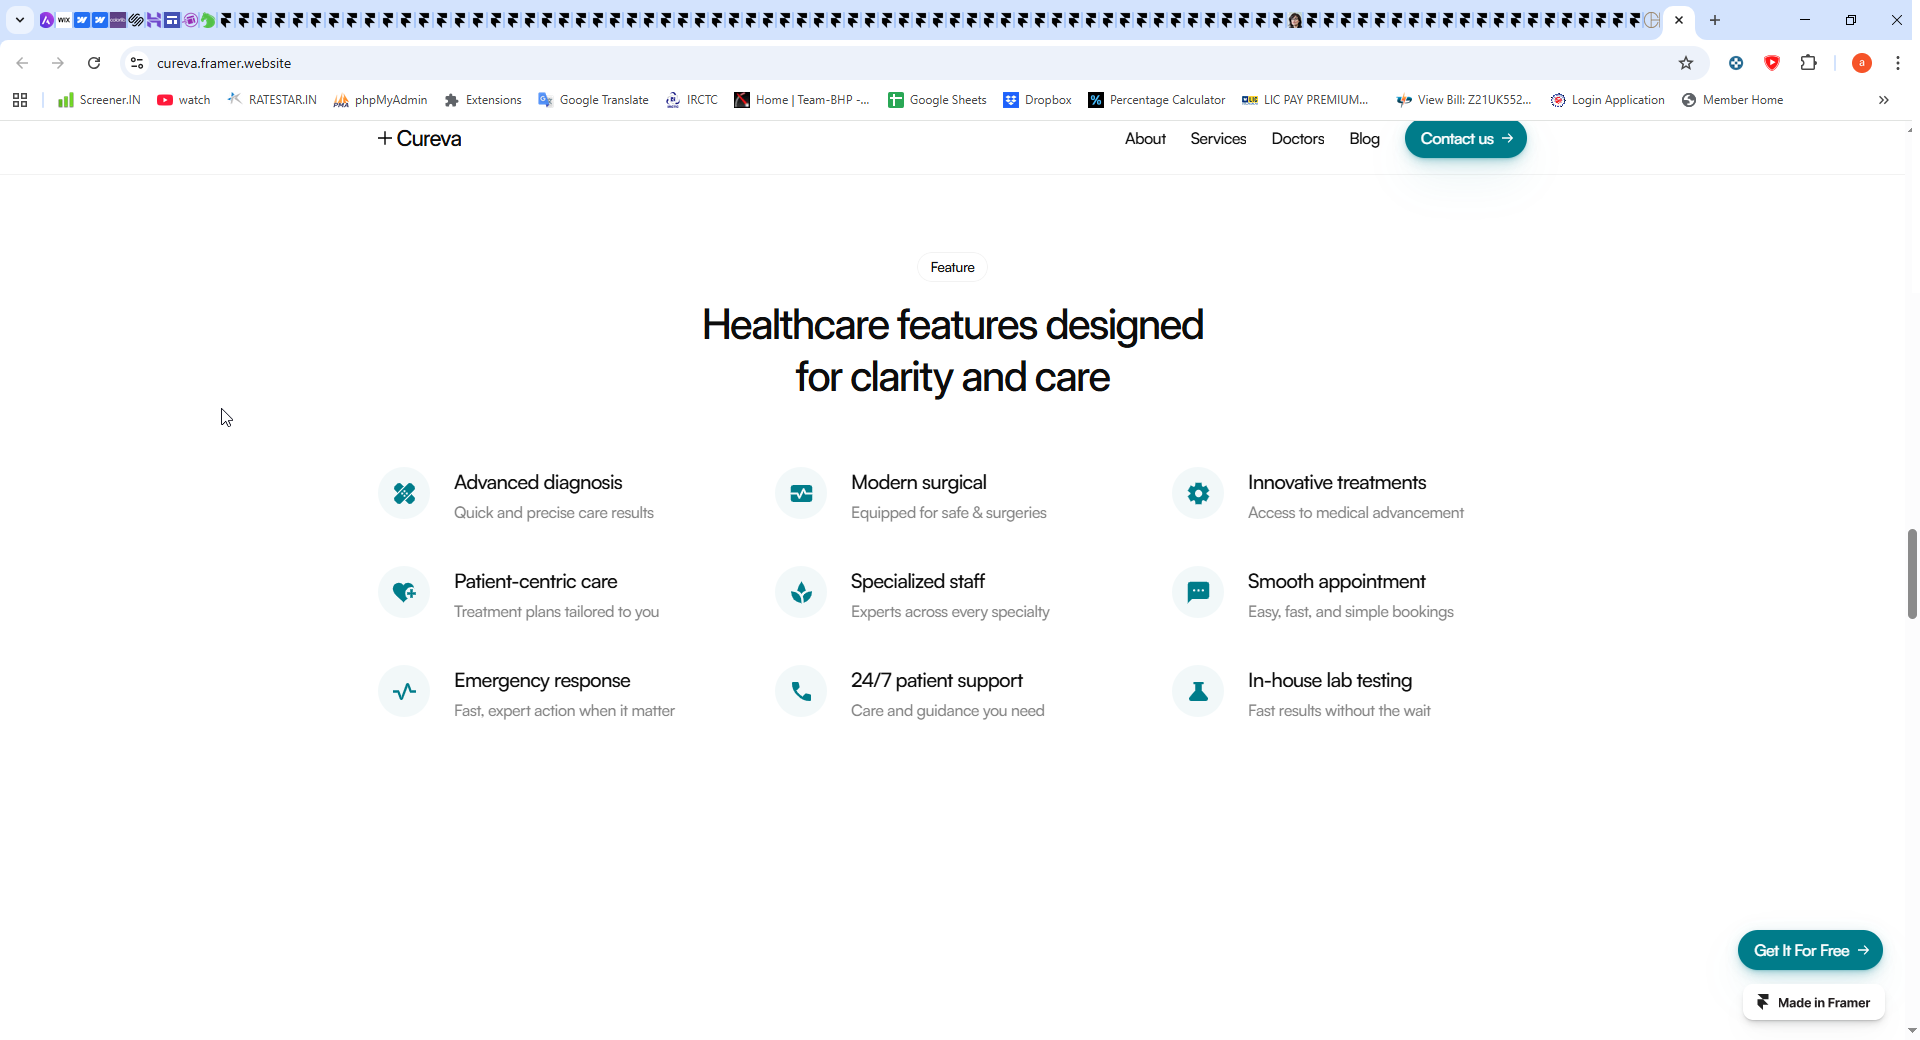 WIX
cureva.framer.website
a
Screener.IN
watch
RATESTAR.IN
PMA
phpMyAdmin
Extensions
Google Translate
IRCTC
Home | Team-BHP -...
Google Sheets
Dropbox
%
Percentage Calculator
LIC PAY PREMIUM...
View Bill: Z21UK552...
Login Application
Member Home
+ Cureva
About
Services
Doctors
Blog
Contact us →
Feature
Healthcare features designed
for clarity and care
Advanced diagnosis
Quick and precise care results
Modern surgical
Equipped for safe & surgeries
Innovative treatments
Access to medical advancement
Patient-centric care
Treatment plans tailored to you
Specialized staff
Experts across every specialty
Smooth appointment
Easy, fast, and simple bookings
Emergency response
Fast, expert action when it matter
24/7 patient support
Care and guidance you need
In-house lab testing
Fast results without the wait
Get It For Free →
Made in Framer